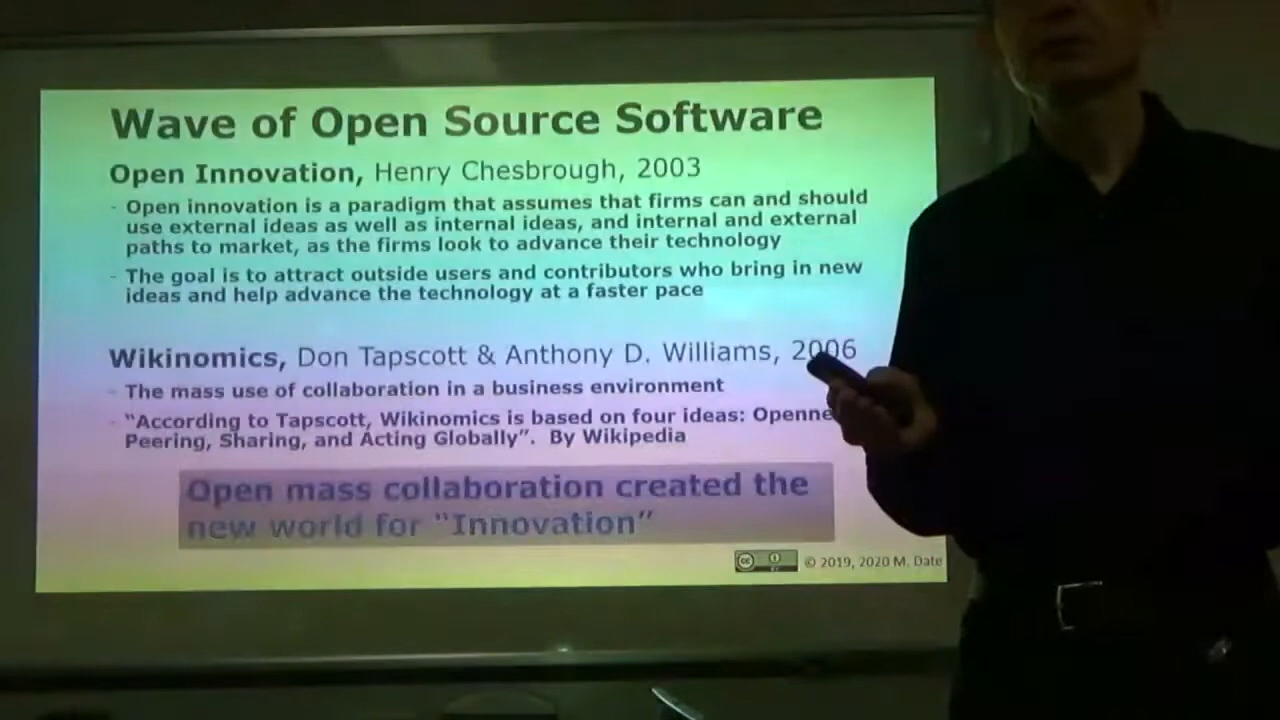 Wave of Open Source Software
Open Innovation, Henry Chesbrough, 2003
- Open innovation is a paradigm that assumes that firms can and should
use external ideas as well as internal ideas, and internal and external
paths to market, as the firms look to advance their technology
- The goal is to attract outside users and contributors who bring in new
ideas and help advance the technology at a faster pace
Wikinomics, Don Tapscott & Anthony D. Williams, 2006
- The mass use of collaboration in a business environment
- “According to Tapscott, Wikinomics is based on four ideas: Openne
Peering, Sharing, and Acting Globally”. By Wikipedia
Open mass collaboration created the
new world for “Innovation”
cc BY © 2019, 2020 M. Date